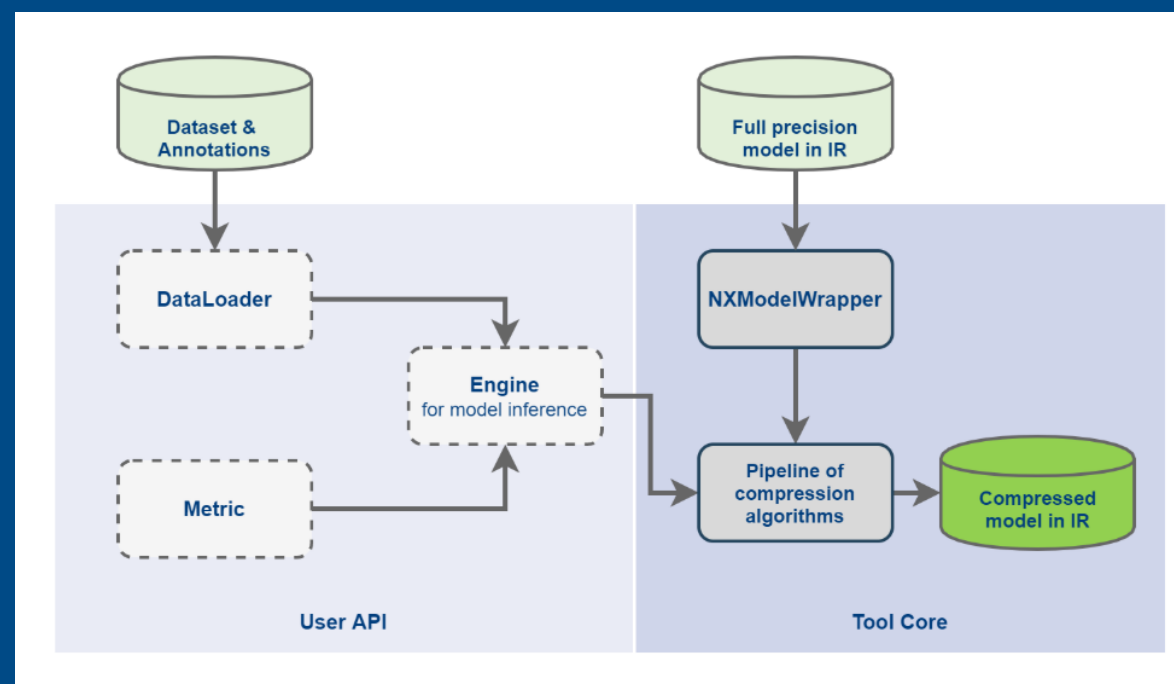 Dataset &
Annotations
Full precision
model in IR
DataLoader
NXModelWrapper
Engine
for model inference
Metric
Pipeline of
compression
algorithms
Compressed
model in IR
User API
Tool Core